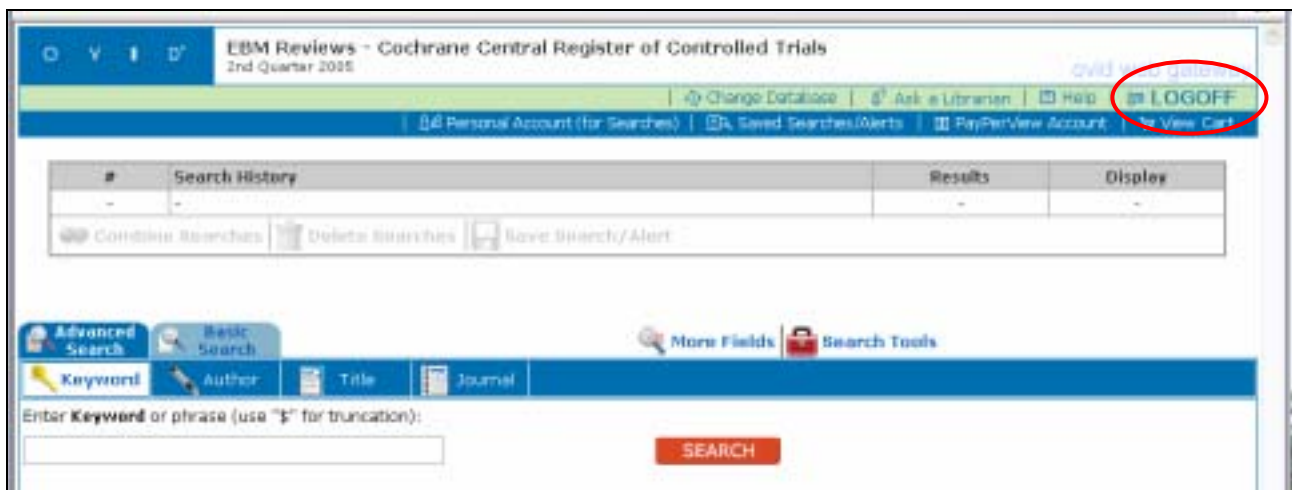 O V I D
EBM Reviews - Cochrane Central Register of Controlled Trials
2nd Quarter 2005
ovid web gateway
| Change Database | Ask a Librarian | Help | LOGOFF
| Personal Account (for Searches) | Saved Searches/Alerts | PayPerView Account | View Cart
# Search History Results Display
- - - -
Combine Searches Delete Searches Save Search/Alert
Advanced Search Basic Search More Fields Search Tools
Keyword Author Title Journal
Enter Keyword or phrase (use "$" for truncation):
SEARCH